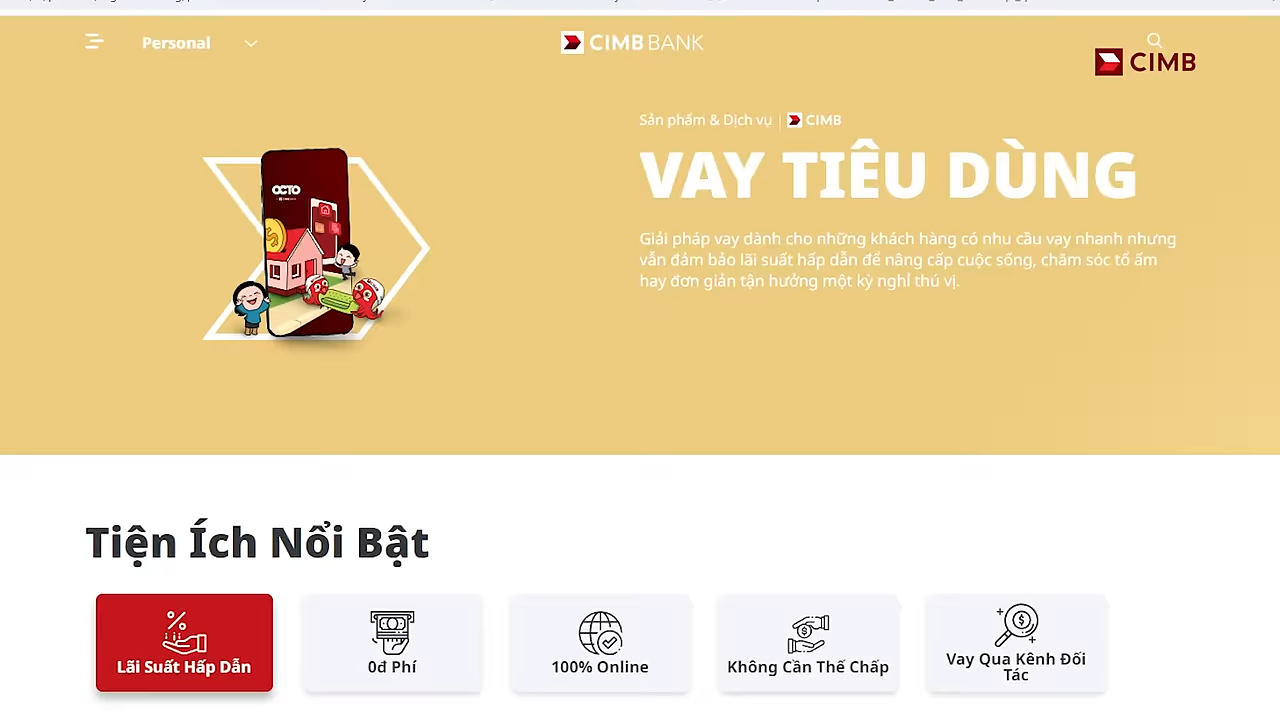 Personal
CIMB BANK
CIMB
Sản phẩm & Dịch vụ | CIMB
VAY TIÊU DÙNG
Giải pháp vay dành cho những khách hàng có nhu cầu vay nhanh nhưng
vẫn đảm bảo lãi suất hấp dẫn để nâng cấp cuộc sống, chăm sóc tổ ấm
hay đơn giản tận hưởng một kỳ nghỉ thú vị.
OCTO
Tiện Ích Nổi Bật
Lãi Suất Hấp Dẫn
0đ Phí
100% Online
Không Cần Thế Chấp
Vay Qua Kênh Đối
Tác